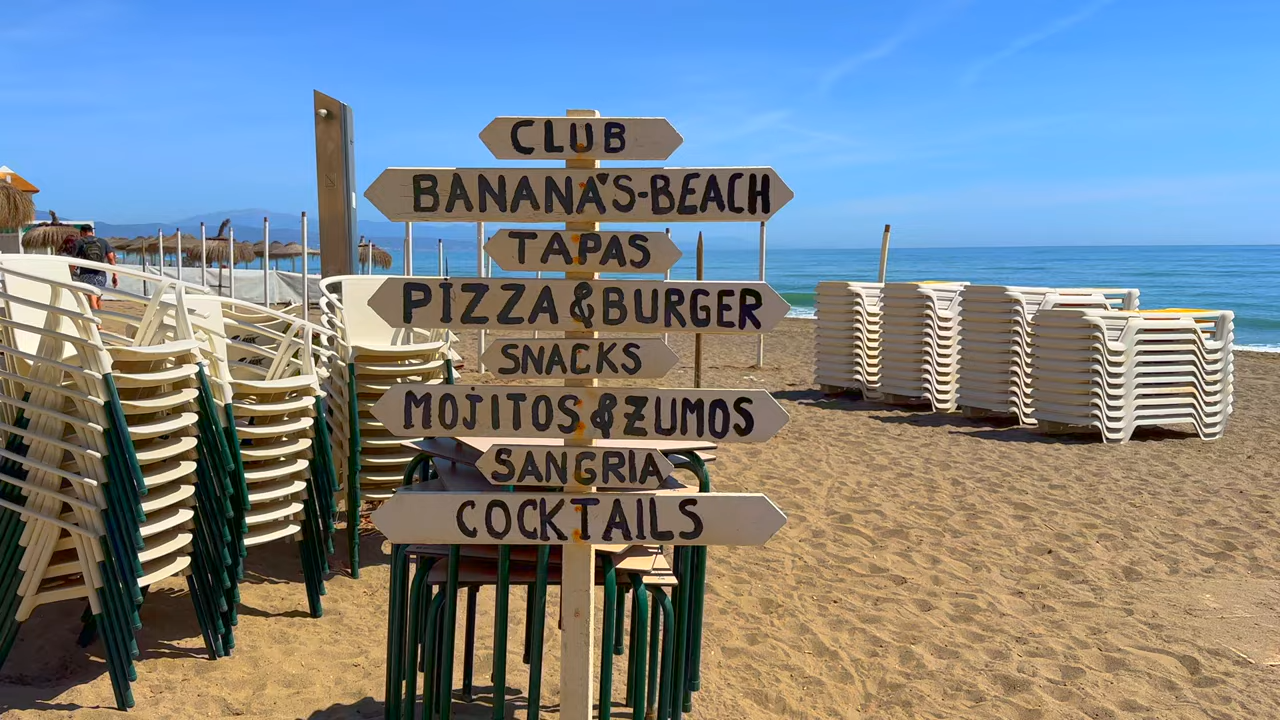 CLUB
BANANA'S-BEACH
TAPAS
PIZZA & BURGER
SNACKS
MOJITOS & ZUMOS
SANGRIA
COCKTAILS